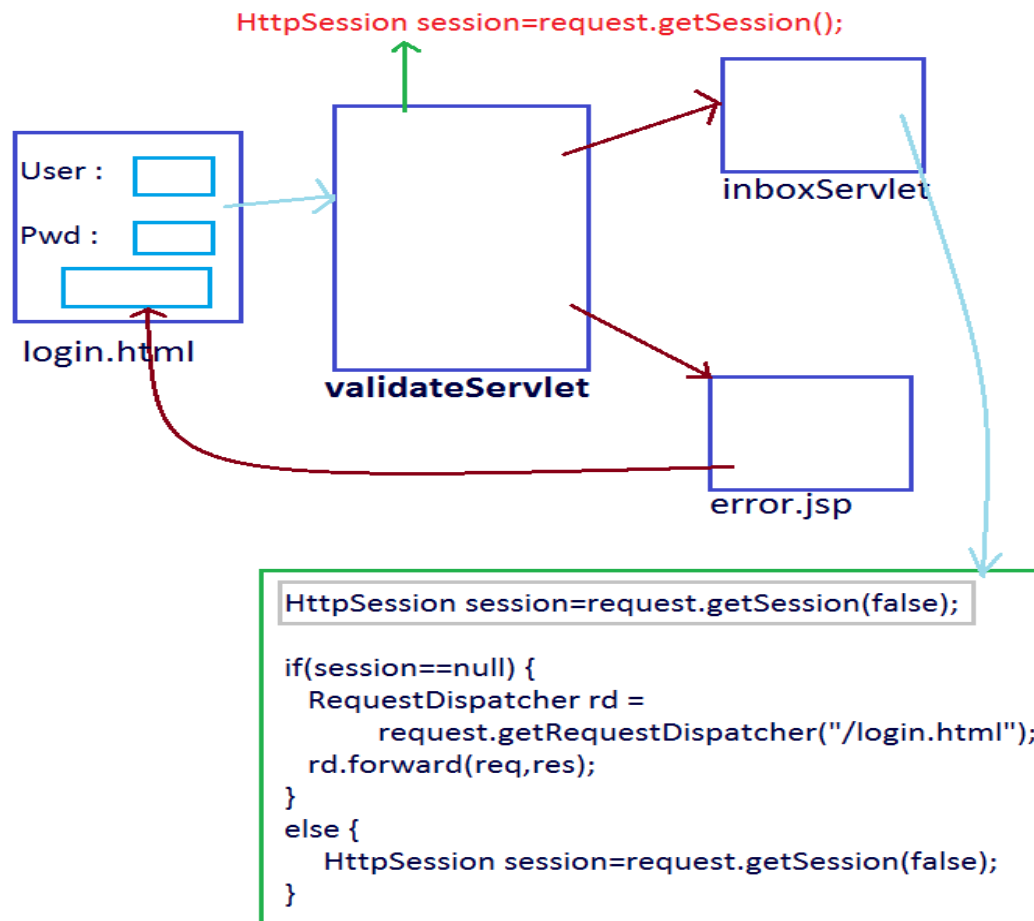 HttpSession session=request.getSession();
User :
Pwd :
login.html
validateServlet
inboxServlet
error.jsp
HttpSession session=request.getSession(false);
if(session==null) {
RequestDispatcher rd =
request.getRequestDispatcher("/login.html");
rd.forward(req,res);
}
else {
HttpSession session=request.getSession(false);
}